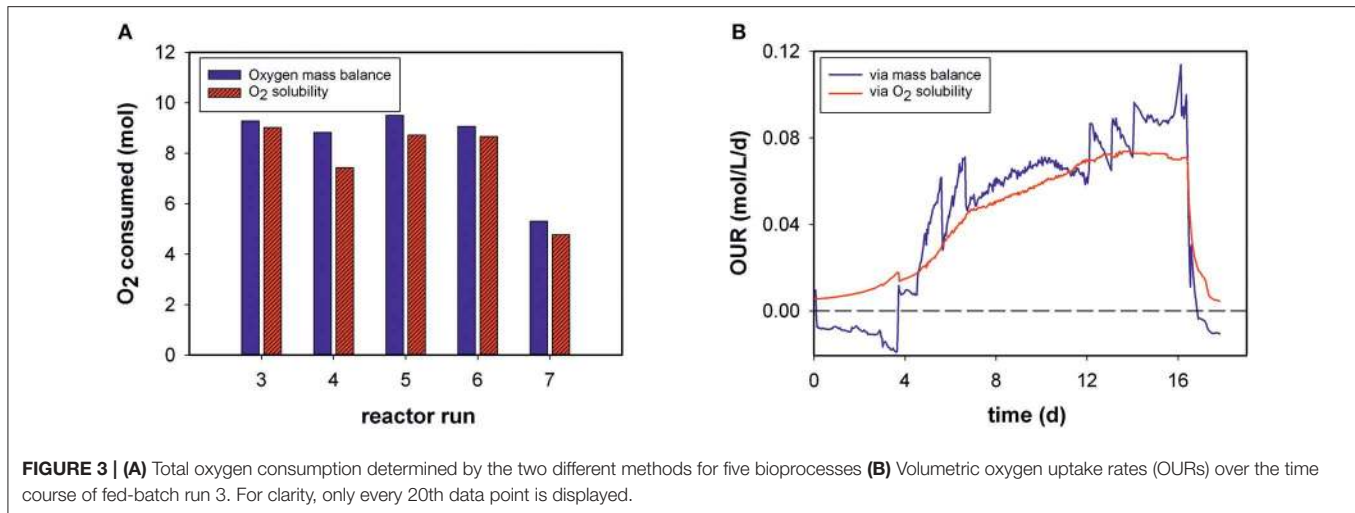 A
12
10
8
6
4
2
0
O2 consumed (mol)
Oxygen mass balance
O2 solubility
3 4 5 6 7
reactor run
B
0.12
0.08
0.04
0.00
OUR (mol/L/d)
via mass balance
via O2 solubility
0 4 8 12 16
time (d)
FIGURE 3 | (A) Total oxygen consumption determined by the two different methods for five bioprocesses (B) Volumetric oxygen uptake rates (OURs) over the time
course of fed-batch run 3. For clarity, only every 20th data point is displayed.